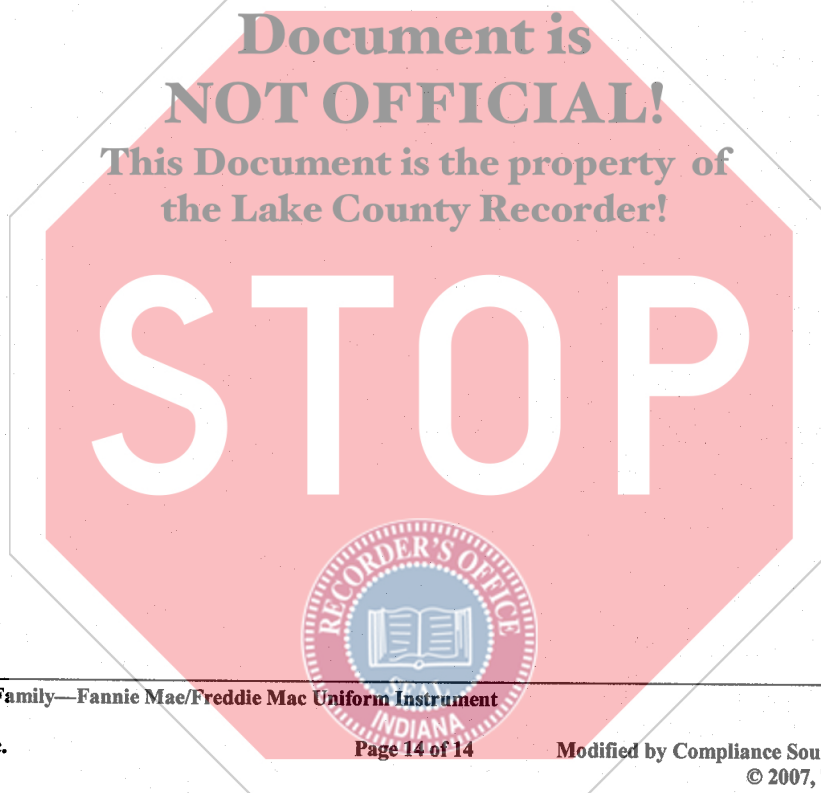 Document is
NOT OFFICIAL!
This Document is the property of
the Lake County Recorder!
STOP
RECORDER'S OFFICE
SEAL
INDIANA
Family—Fannie Mae/Freddie Mac Uniform Instrument
Page 14 of 14 Modified by Compliance
© 2007,